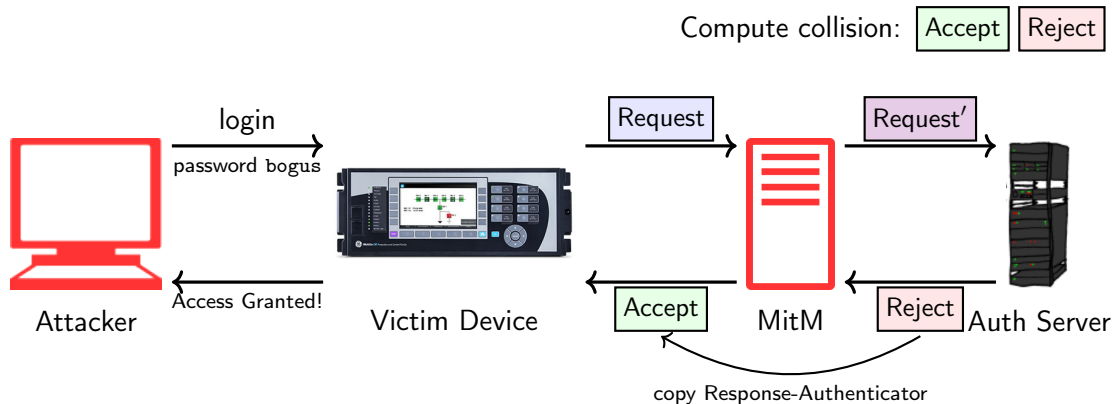 Compute collision: Accept Reject
login
password bogus
Request
Request′
Access Granted!
Accept
Reject
Attacker
Victim Device
MitM
Auth Server
copy Response-Authenticator